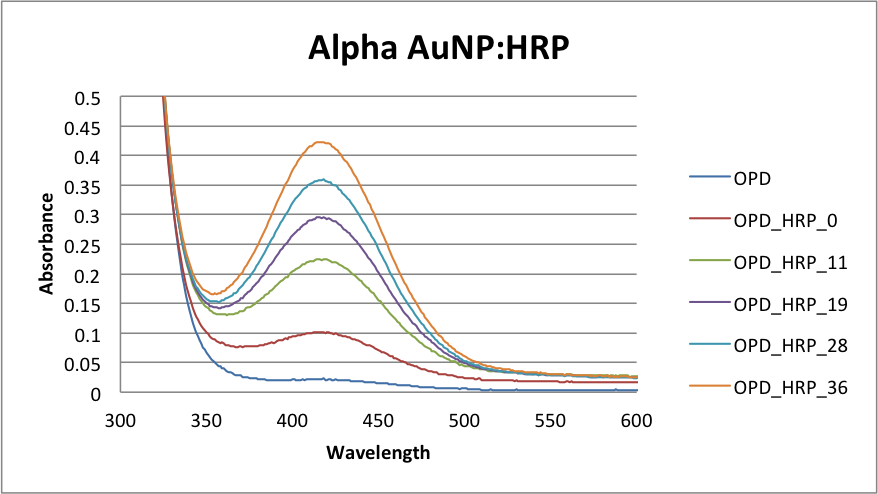 Alpha AuNP:HRP
0.5
0.45
0.4
0.35
0.3
0.25
0.2
0.15
0.1
0.05
0
Absorbance
300 350 400 450 500 550 600
Wavelength
OPD
OPD_HRP_0
OPD_HRP_11
OPD_HRP_19
OPD_HRP_28
OPD_HRP_36